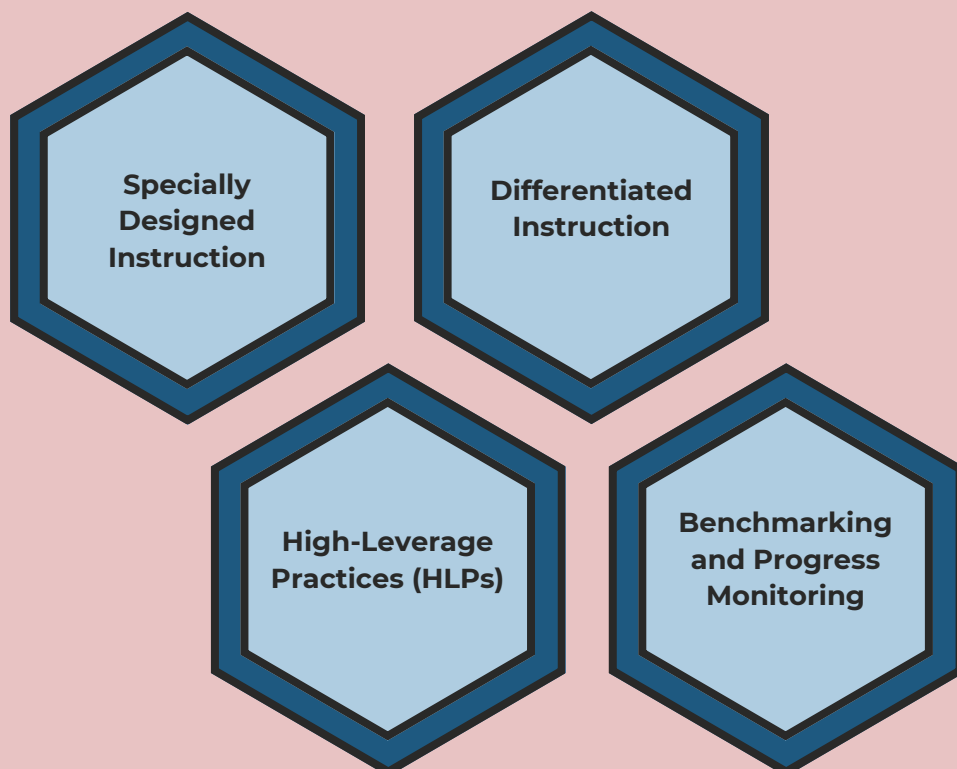 Specially
Designed
Instruction
Differentiated
Instruction
High-Leverage
Practices (HLPs)
Benchmarking
and Progress
Monitoring